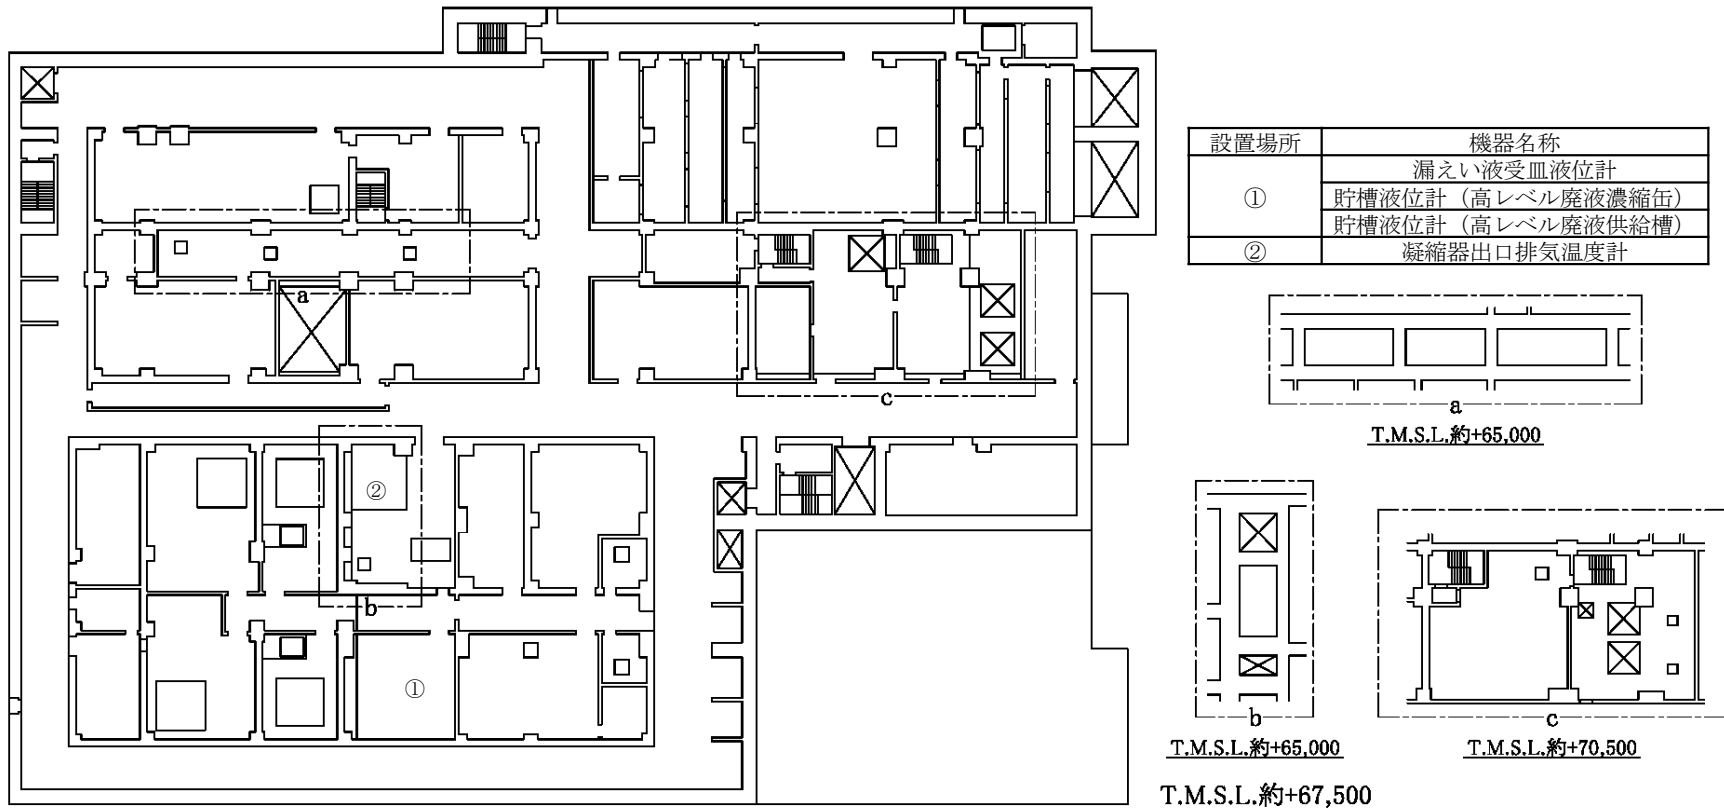 設置場所 機器名称
① 漏えい液受皿液位計
貯槽液位計（高レベル廃液濃縮缶）
貯槽液位計（高レベル廃液供給槽）
② 凝縮器出口排気温度計
a
c
②
b
①
a
T.M.S.L.約+65,000
b
T.M.S.L.約+65,000
c
T.M.S.L.約+70,500
T.M.S.L.約+67,500